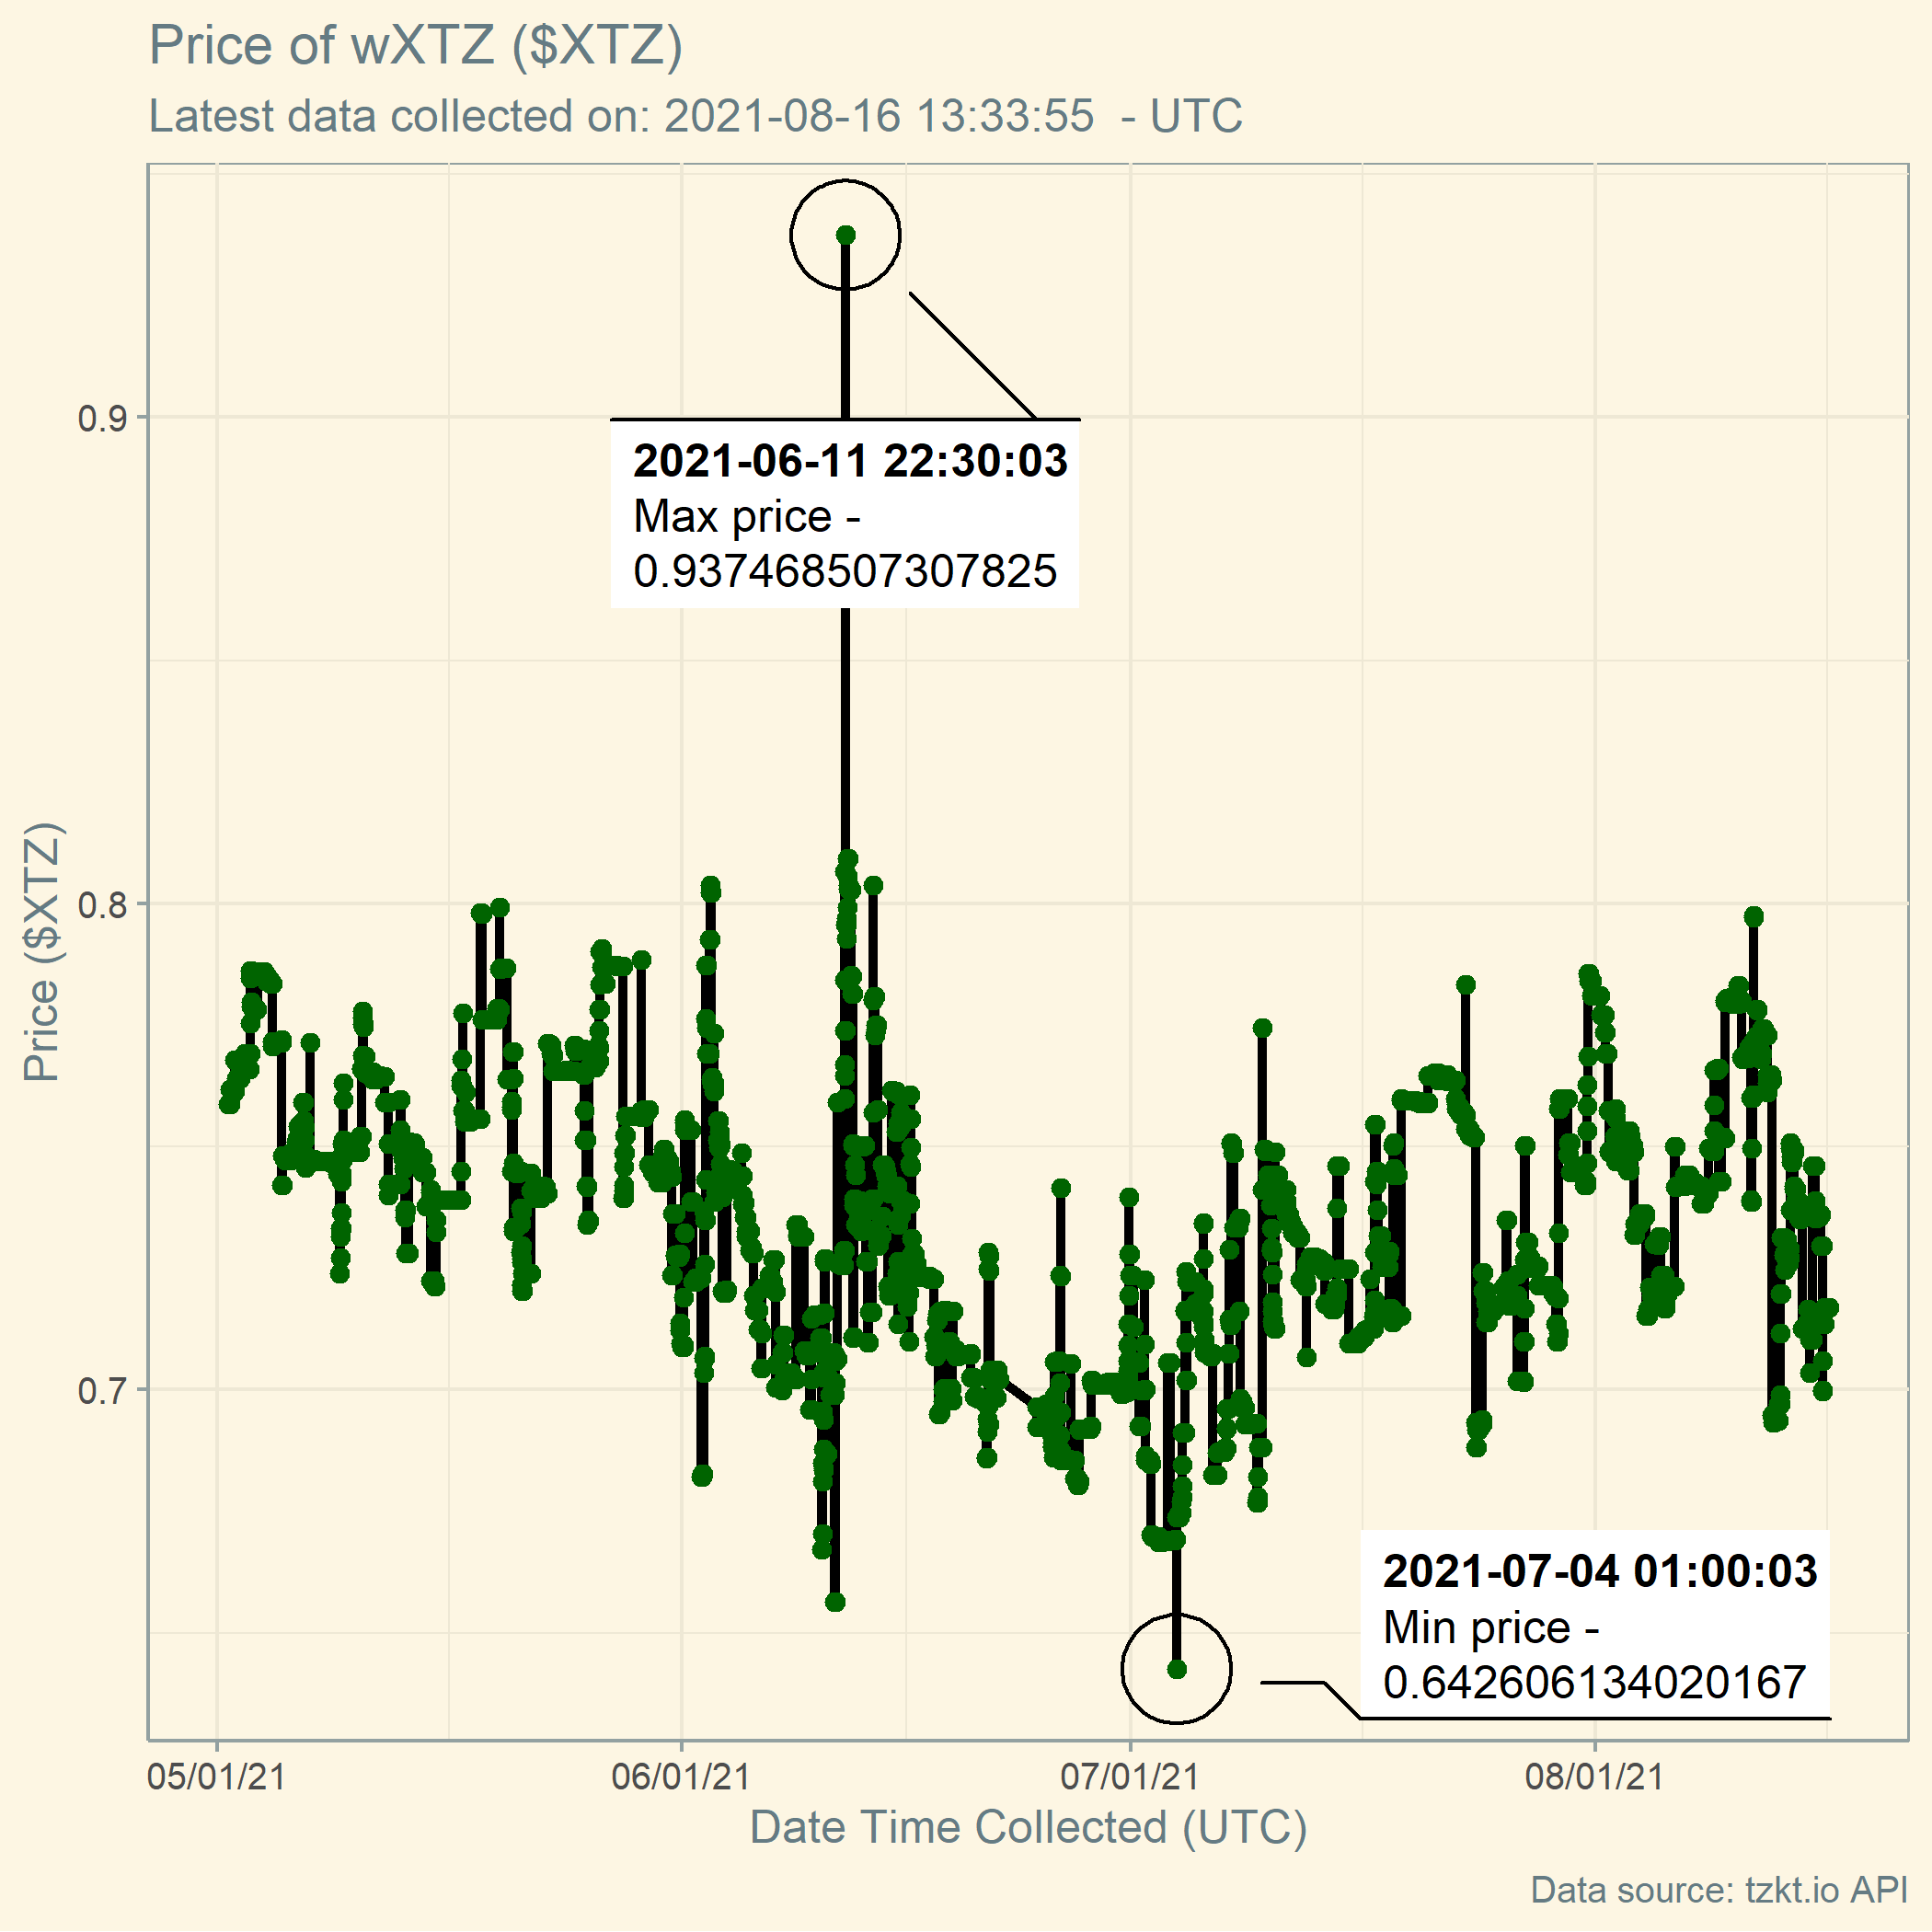 Price of wXTZ ($XTZ)
Latest data collected on: 2021-08-16 13:33:55  - UTC
0.9
0.8
0.7
Price ($XTZ)
2021-06-11 22:30:03
Max price -
0.937468507307825
2021-07-04 01:00:03
Min price -
0.642606134020167
05/01/21
06/01/21
07/01/21
08/01/21
Date Time Collected (UTC)
Data source: tzkt.io API